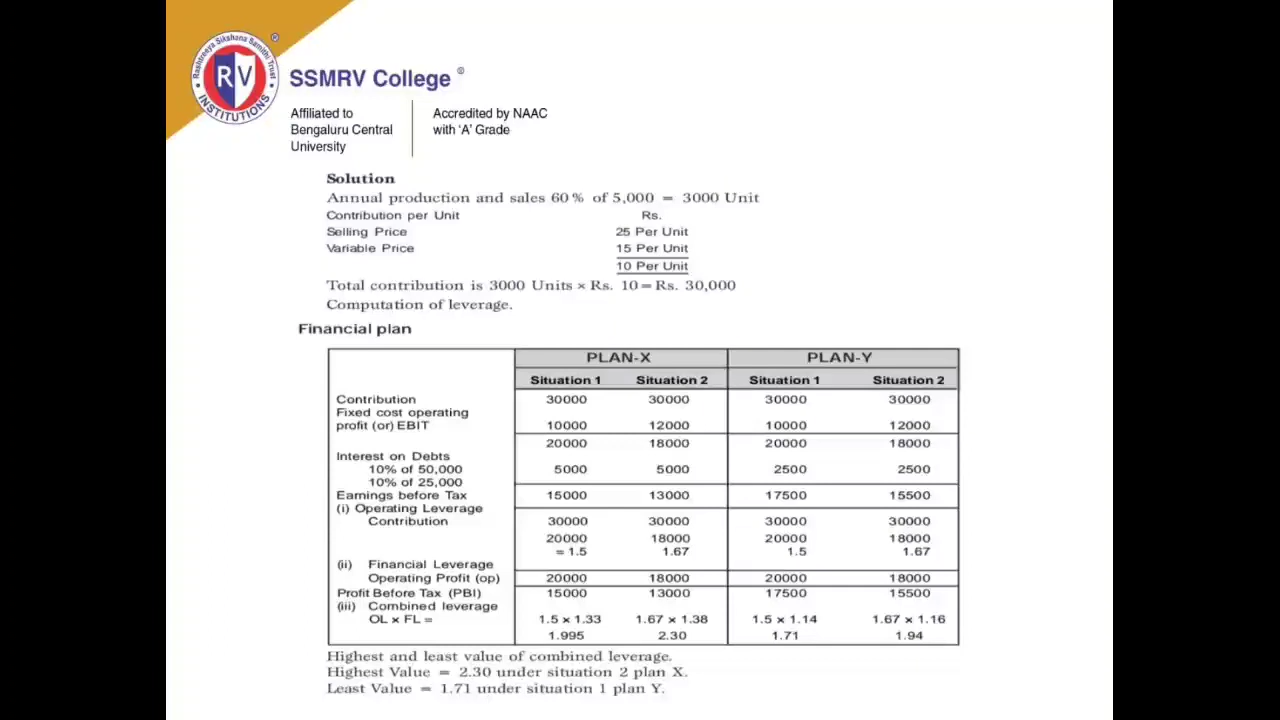 Rashtreeya Sikshana Samithi Trust
RV
INSTITUTIONS
®
SSMRV College ®
Affiliated to
Bengaluru Central
University
Accredited by NAAC
with ‘A’ Grade
Solution
Annual production and sales 60% of 5,000 = 3000 Unit
Contribution per Unit Rs.
Selling Price 25 Per Unit
Variable Price 15 Per Unit
10 Per Unit
Total contribution is 3000 Units × Rs. 10 = Rs. 30,000
Computation of leverage.
Financial plan
PLAN-X PLAN-Y
Situation 1 Situation 2 Situation 1 Situation 2
Contribution 30000 30000 30000 30000
Fixed cost operating
profit (or) EBIT 10000 12000 10000 12000
20000 18000 20000 18000
Interest on Debts
10% of 50,000 5000 5000 2500 2500
10% of 25,000
Earnings before Tax 15000 13000 17500 15500
(i) Operating Leverage
Contribution 30000 30000 30000 30000
20000 18000 20000 18000
= 1.5 1.67 1.5 1.67
(ii) Financial Leverage
Operating Profit (op) 20000 18000 20000 18000
Profit Before Tax (PBI) 15000 13000 17500 15500
(iii) Combined leverage
OL × FL = 1.5 × 1.33 1.67 × 1.38 1.5 × 1.14 1.67 × 1.16
1.995 2.30 1.71 1.94
Highest and least value of combined leverage.
Highest Value = 2.30 under situation 2 plan X.
Least Value = 1.71 under situation 1 plan Y.